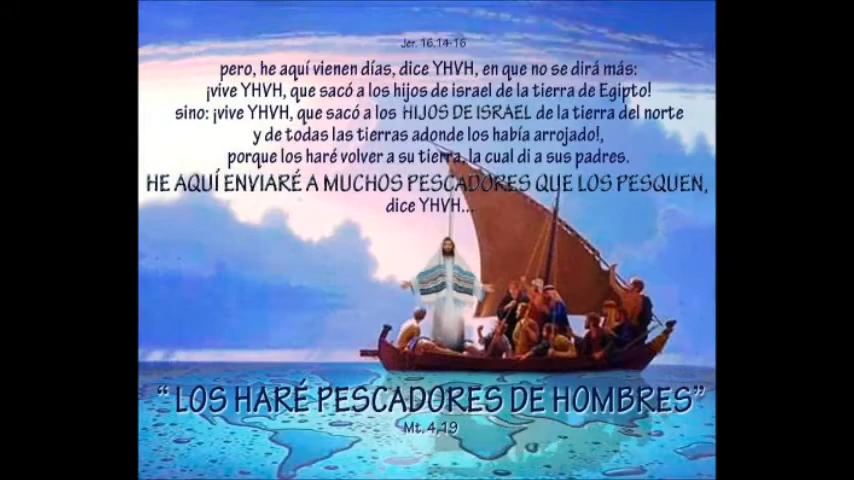 Jer. 16,14-16
pero, he aquí vienen días, dice YHVH, en que no se dirá más:
¡vive YHVH, que sacó a los hijos de israel de la tierra de Egipto!
sino: ¡vive YHVH, que sacó a los HIJOS DE ISRAEL de la tierra del norte
y de todas las tierras adonde los había arrojado!,
porque los haré volver a su tierra, la cual di a sus padres.
HE AQUÍ ENVIARÉ A MUCHOS PESCADORES QUE LOS PESQUEN,
dice YHVH...
“ LOS HARÉ PESCADORES DE HOMBRES”
Mt. 4,19